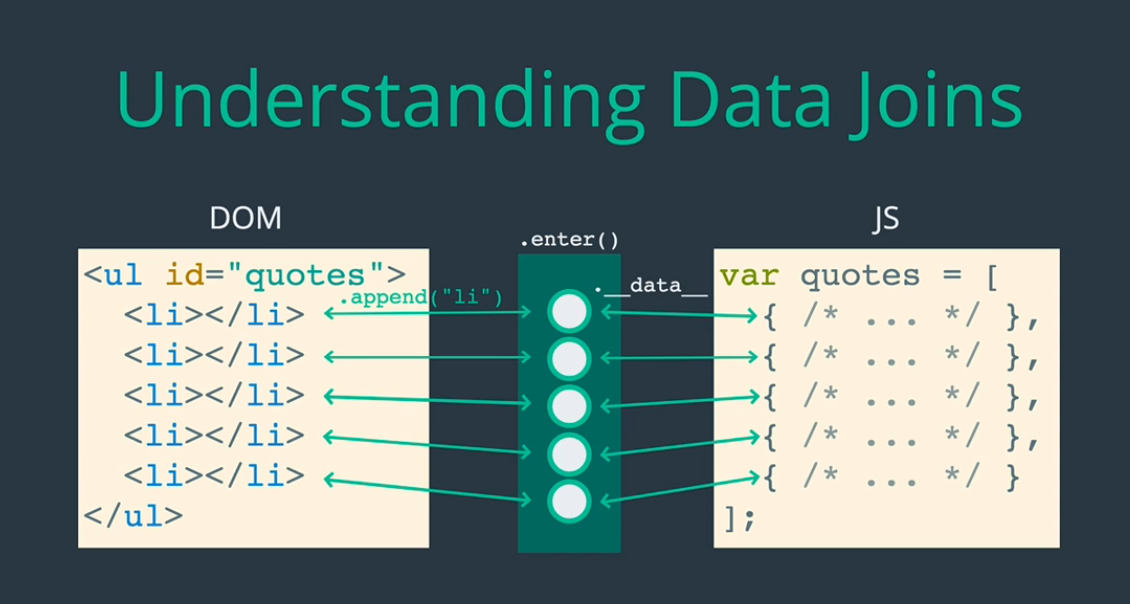 Understanding Data Joins
DOM
<ul id="quotes">
.append("li")
<li></li>
<li></li>
<li></li>
<li></li>
<li></li>
</ul>
.enter()
.__data__
JS
var quotes = [
{ /* ... */ },
{ /* ... */ },
{ /* ... */ },
{ /* ... */ },
{ /* ... */ }
];